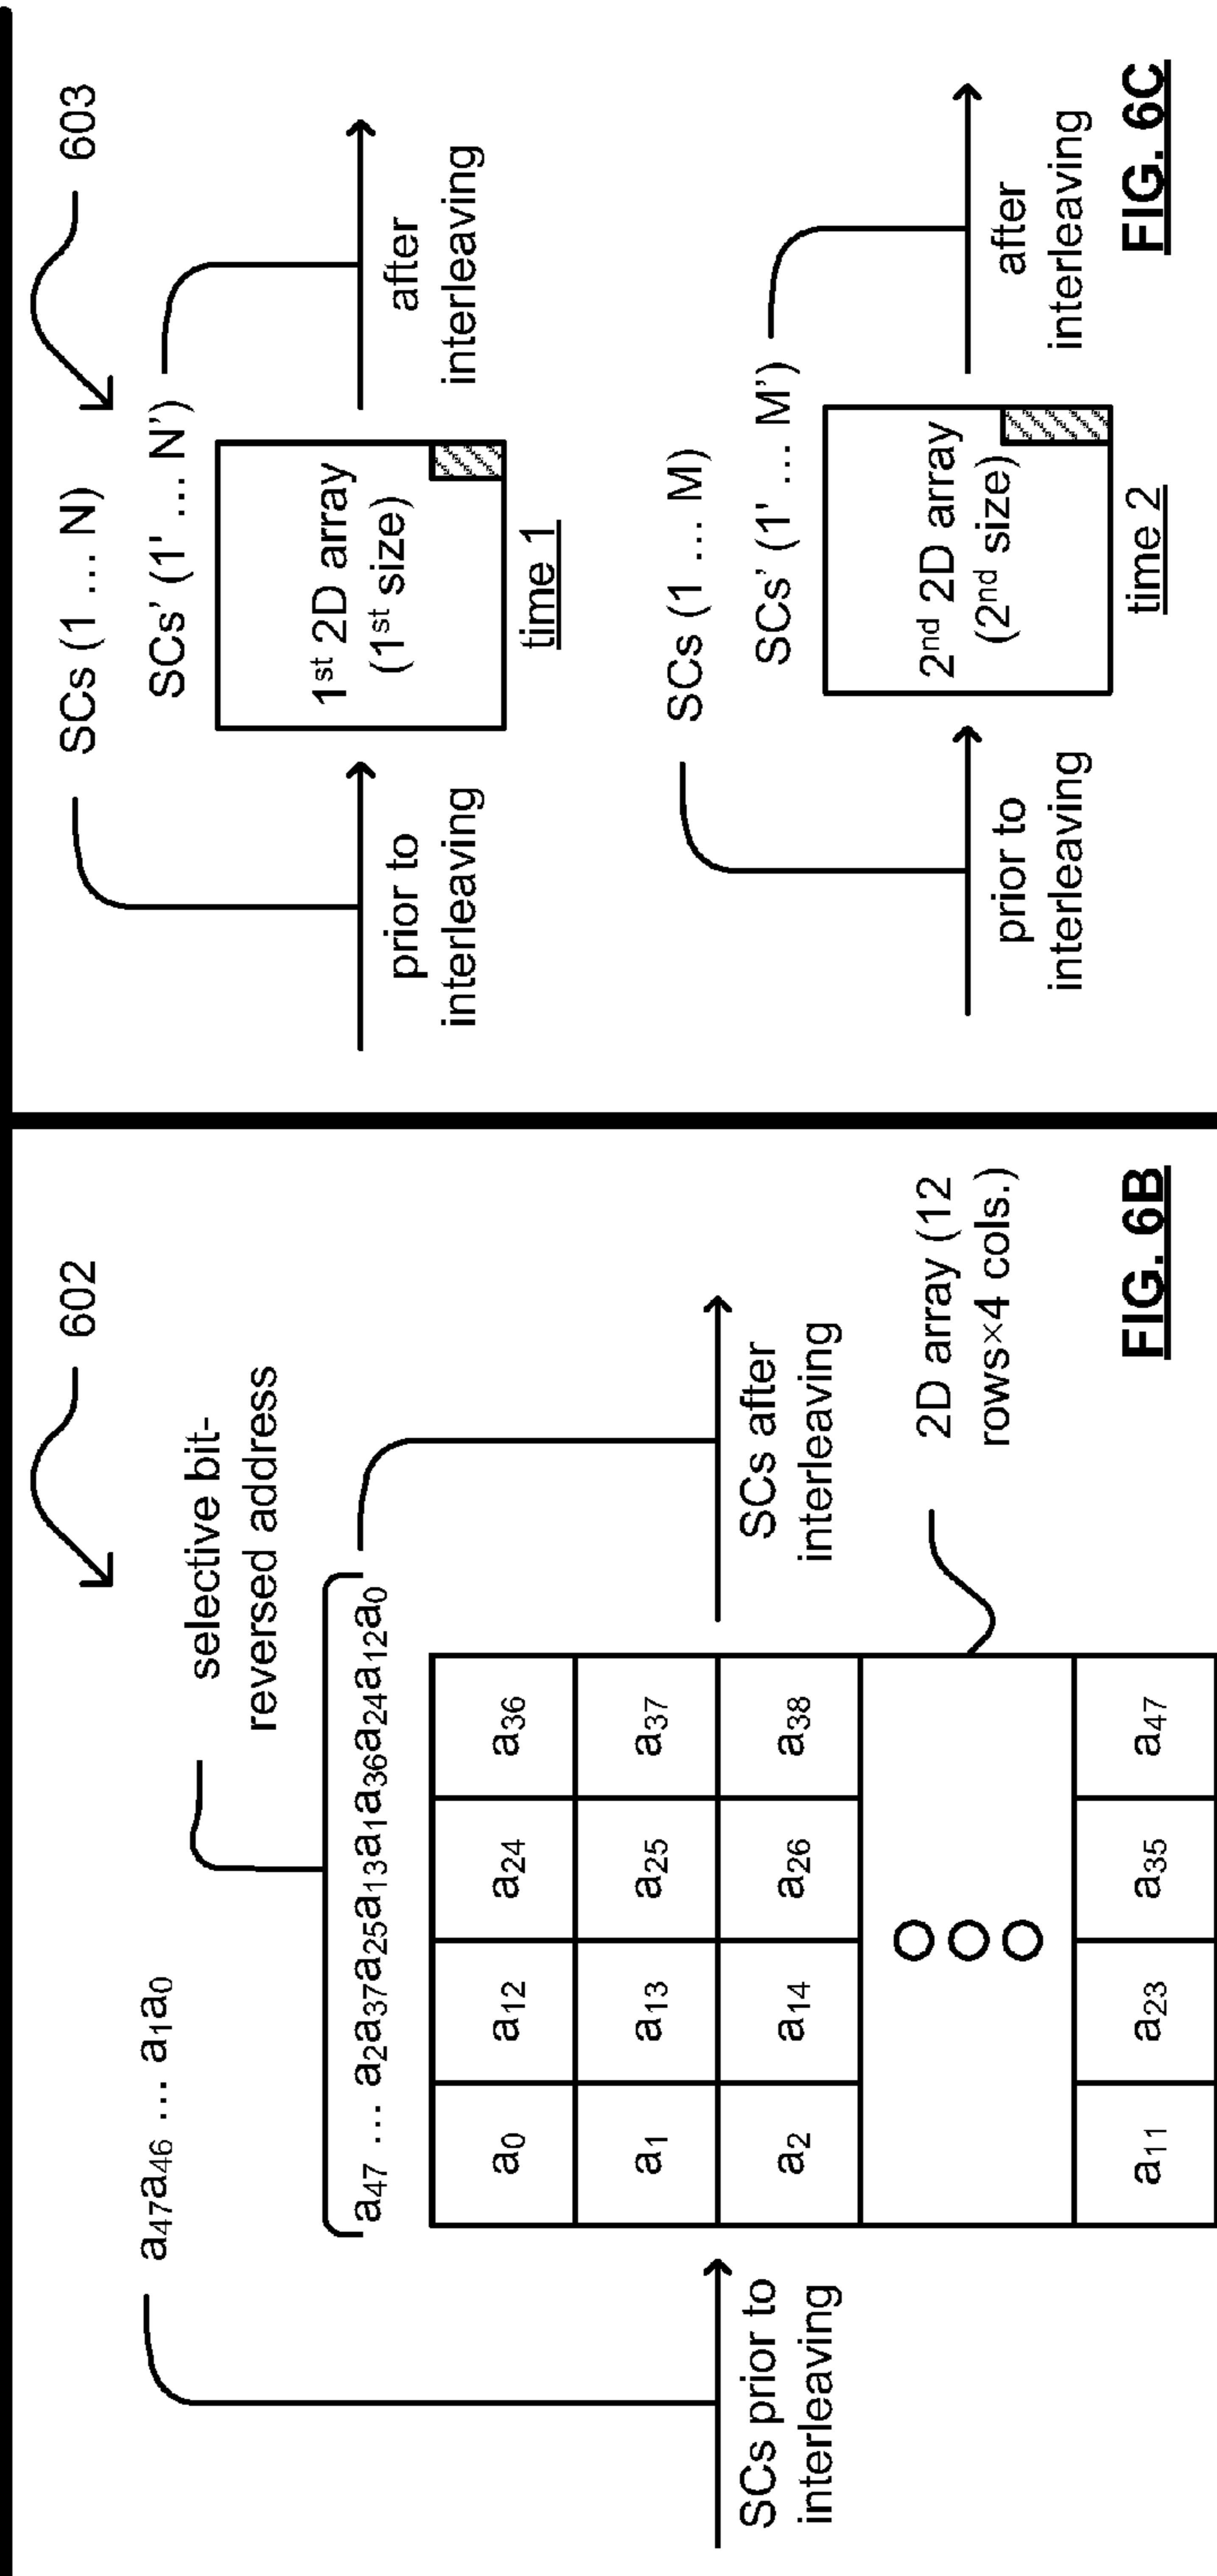 602
a47a46 … a1a0
selective bit-
reversed address
a47 … a2a37a25a13a1a36a24a12a0
SCs prior to
interleaving
a0 a12 a24 a36
a1 a13 a25 a37
a2 a14 a26 a38
a11 a23 a35 a47
SCs after
interleaving
2D array (12
rows×4 cols.)
FIG. 6B
603
SCs (1 … N)
SCs’ (1' … N’)
1st 2D array
(1st size)
prior to
interleaving
after
interleaving
time 1
SCs (1 … M)
SCs’ (1' … M’)
2nd 2D array
(2nd size)
prior to
interleaving
after
interleaving
time 2
FIG. 6C